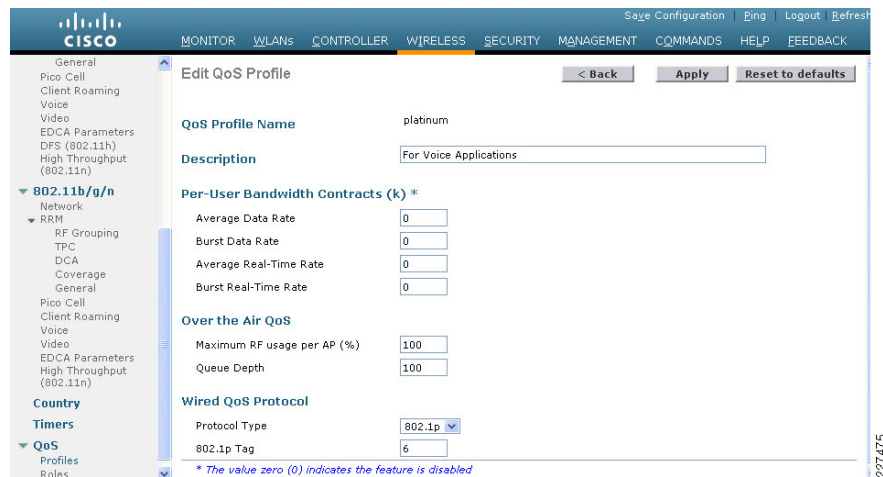 Save Configuration | Ping | Logout | Refresh
CISCO
MONITOR WLANs CONTROLLER WIRELESS SECURITY MANAGEMENT COMMANDS HELP FEEDBACK
General
Pico Cell
Client Roaming
Voice
Video
EDCA Parameters
DFS (802.11h)
High Throughput
(802.11n)
802.11b/g/n
Network
RRM
RF Grouping
TPC
DCA
Coverage
General
Pico Cell
Client Roaming
Voice
Video
EDCA Parameters
High Throughput
(802.11n)
Country
Timers
QoS
Profiles
Roles
Edit QoS Profile
< Back
Apply
Reset to defaults
QoS Profile Name platinum
Description For Voice Applications
Per-User Bandwidth Contracts (k) *
Average Data Rate 0
Burst Data Rate 0
Average Real-Time Rate 0
Burst Real-Time Rate 0
Over the Air QoS
Maximum RF usage per AP (%) 100
Queue Depth 100
Wired QoS Protocol
Protocol Type 802.1p
802.1p Tag 6
* The value zero (0) indicates the feature is disabled
227475